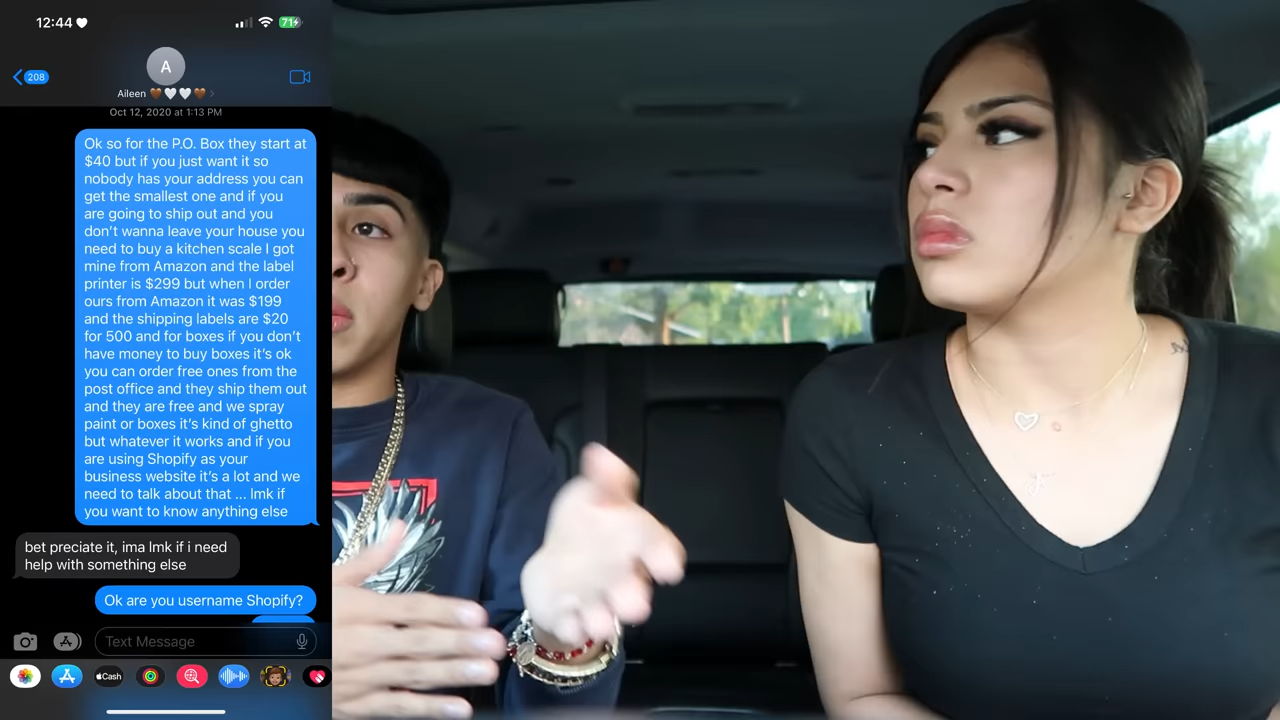 12:44
71
208
A
Aileen 🤎🤍🤍🤎
Oct 12, 2020 at 1:13 PM
Ok so for the P.O. Box they start at
$40 but if you just want it so
nobody has your address you can
get the smallest one and if you
are going to ship out and you
don't wanna leave your house you
need to buy a kitchen scale I got
mine from Amazon and the label
printer is $299 but when I order
ours from Amazon it was $199
and the shipping labels are $20
for 500 and for boxes if you don't
have money to buy boxes it's ok
you can order free ones from the
post office and they ship them out
and they are free and we spray
paint or boxes it's kind of ghetto
but whatever it works and if you
are using Shopify as your
business website it's a lot and we
need to talk about that ... lmk if
you want to know anything else
bet preciate it, ima lmk if i need
help with something else
Ok are you username Shopify?
Text Message
Cash